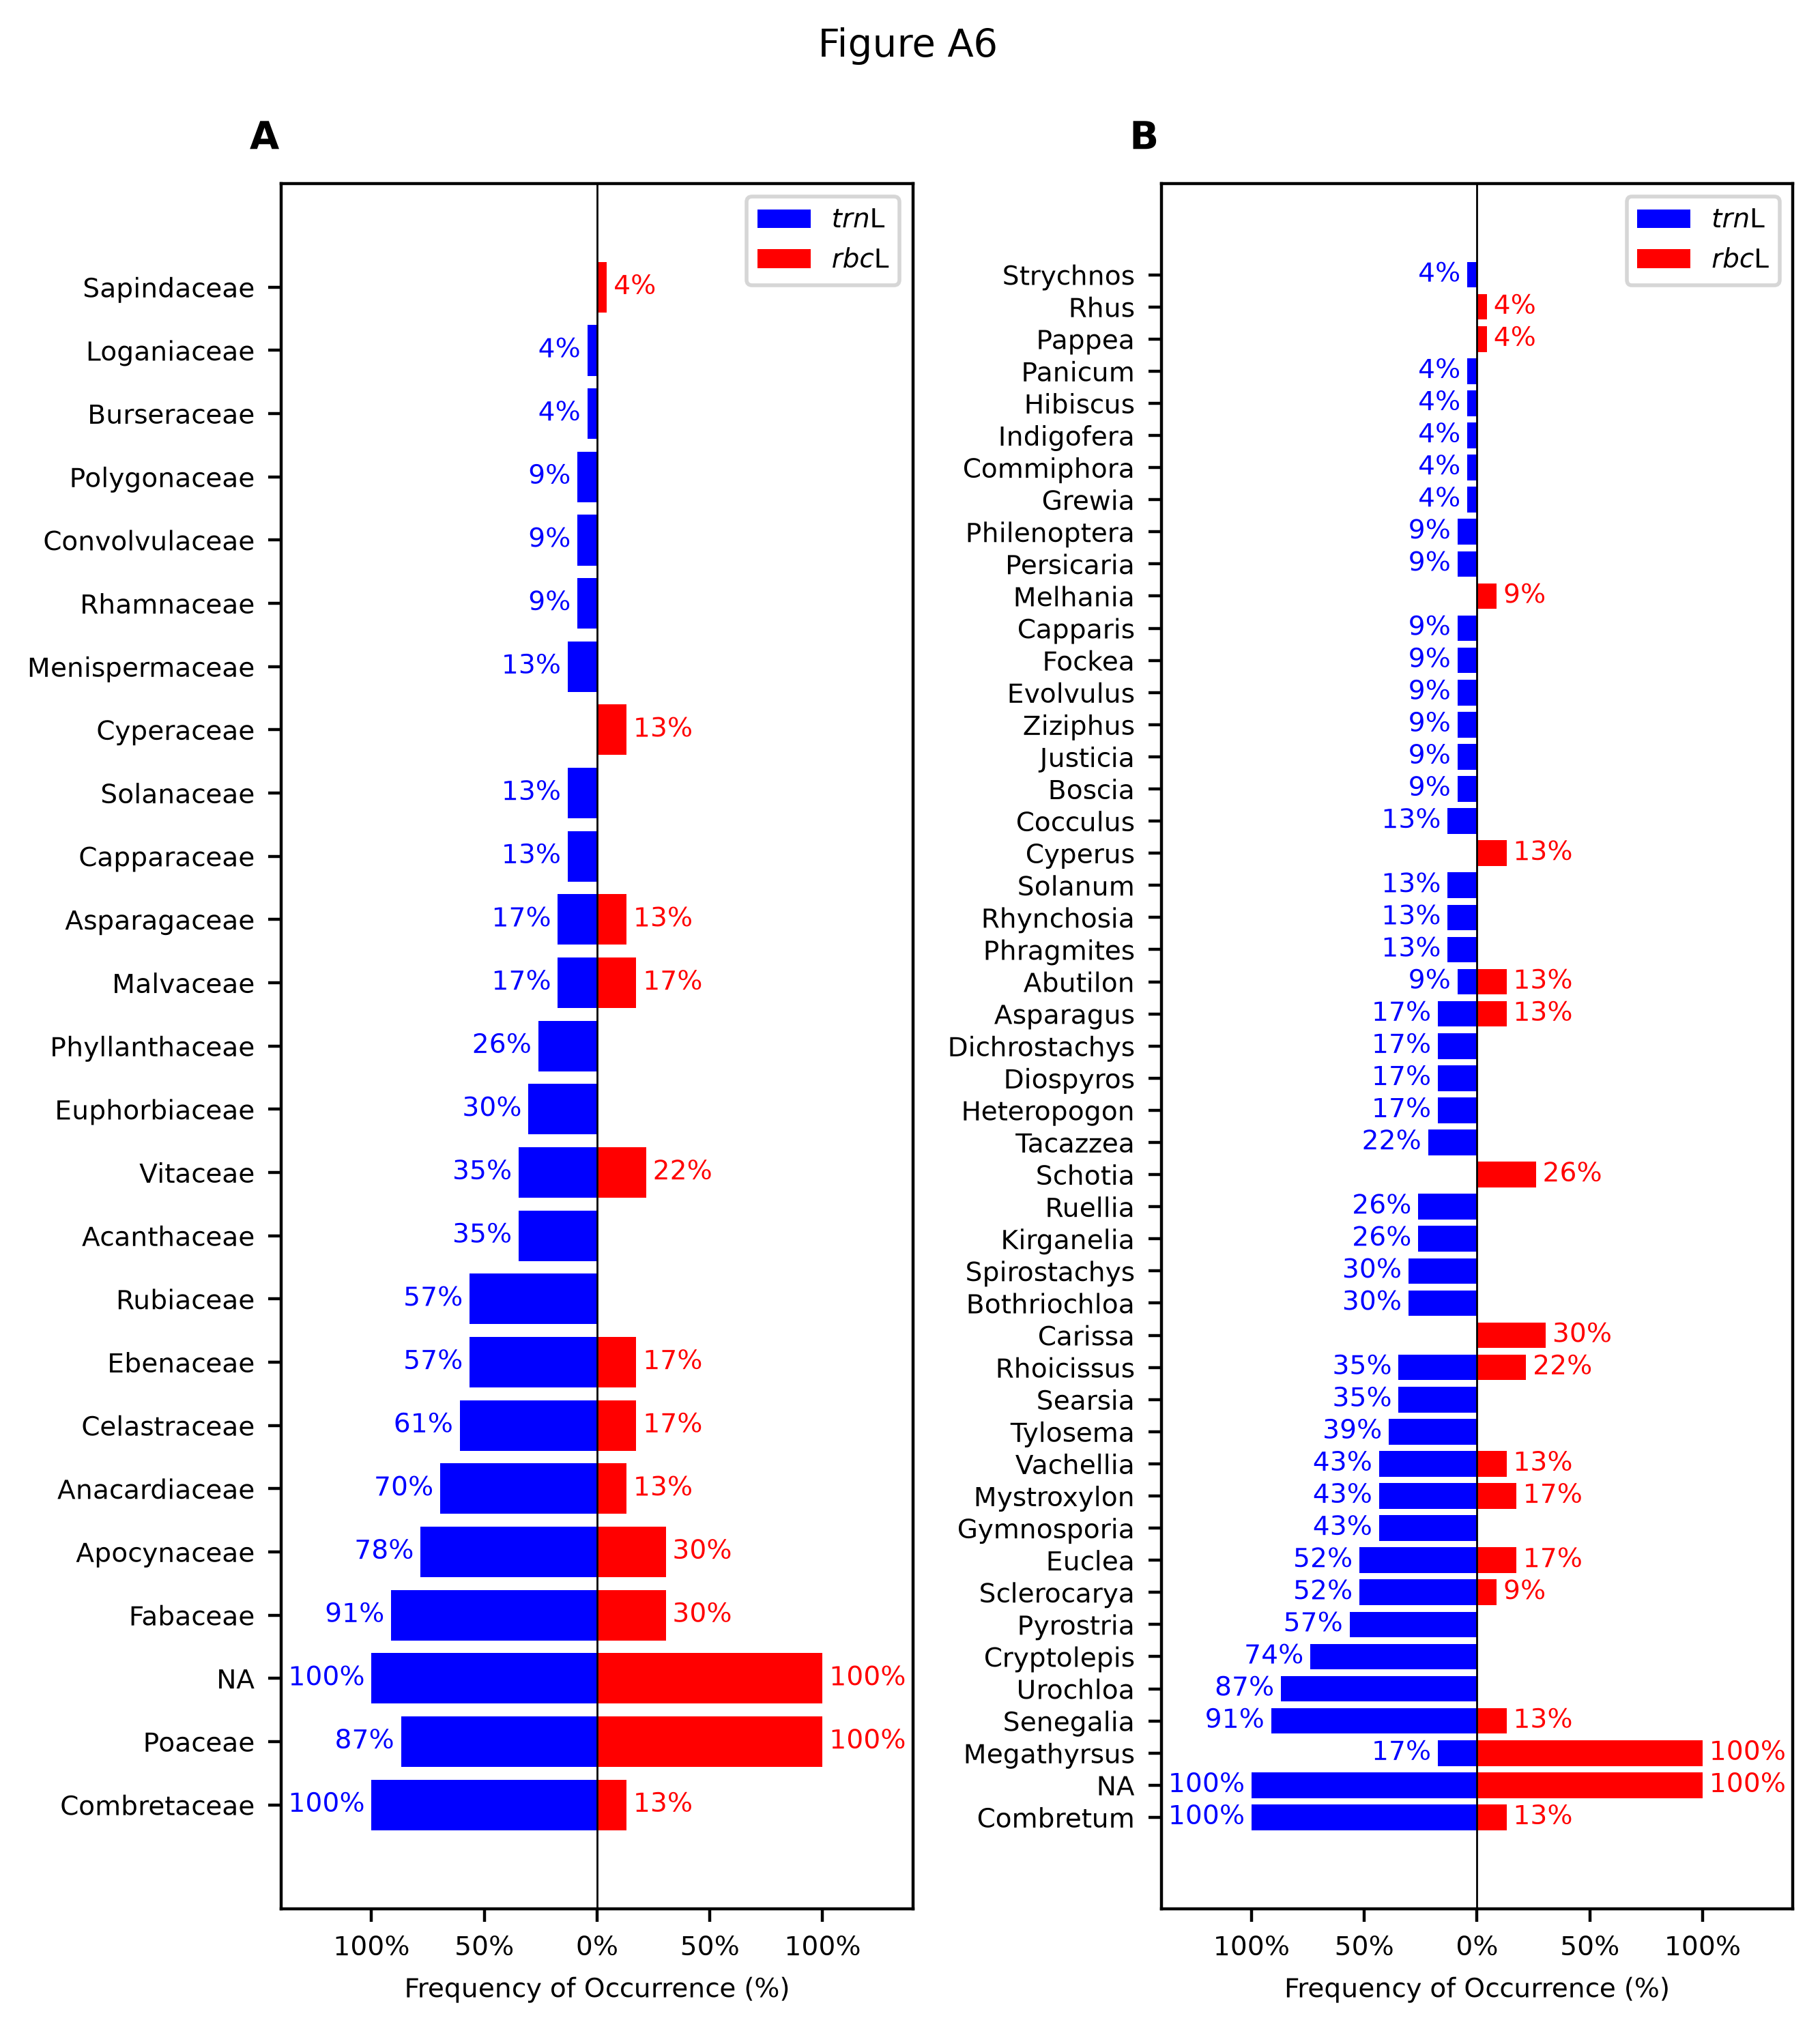 Figure A6
A
trnL
rbcL
Sapindaceae 4%
Loganiaceae 4%
Burseraceae 4%
Polygonaceae 9%
Convolvulaceae 9%
Rhamnaceae 9%
Menispermaceae 13%
Cyperaceae 13%
Solanaceae 13%
Capparaceae 13%
Asparagaceae 17% 13%
Malvaceae 17% 17%
Phyllanthaceae 26%
Euphorbiaceae 30%
Vitaceae 35% 22%
Acanthaceae 35%
Rubiaceae 57%
Ebenaceae 57% 17%
Celastraceae 61% 17%
Anacardiaceae 70% 13%
Apocynaceae 78% 30%
Fabaceae 91% 30%
NA 100% 100%
Poaceae 87% 100%
Combretaceae 100% 13%
100% 50% 0% 50% 100%
Frequency of Occurrence (%)
B
trnL
rbcL
Strychnos 4%
Rhus 4%
Pappea 4%
Panicum 4%
Hibiscus 4%
Indigofera 4%
Commiphora 4%
Grewia 4%
Philenoptera 9%
Persicaria 9%
Melhania 9%
Capparis 9%
Fockea 9%
Evolvulus 9%
Ziziphus 9%
Justicia 9%
Boscia 9%
Cocculus 13%
Cyperus 13%
Solanum 13%
Rhynchosia 13%
Phragmites 13%
Abutilon 9% 13%
Asparagus 17% 13%
Dichrostachys 17%
Diospyros 17%
Heteropogon 17%
Tacazzea 22%
Schotia 26%
Ruellia 26%
Kirganelia 26%
Spirostachys 30%
Bothriochloa 30%
Carissa 30%
Rhoicissus 35% 22%
Searsia 35%
Tylosema 39%
Vachellia 43% 13%
Mystroxylon 43% 17%
Gymnosporia 43%
Euclea 52% 17%
Sclerocarya 52% 9%
Pyrostria 57%
Cryptolepis 74%
Urochloa 87%
Senegalia 91% 13%
Megathyrsus 17% 100%
NA 100% 100%
Combretum 100% 13%
100% 50% 0% 50% 100%
Frequency of Occurrence (%)